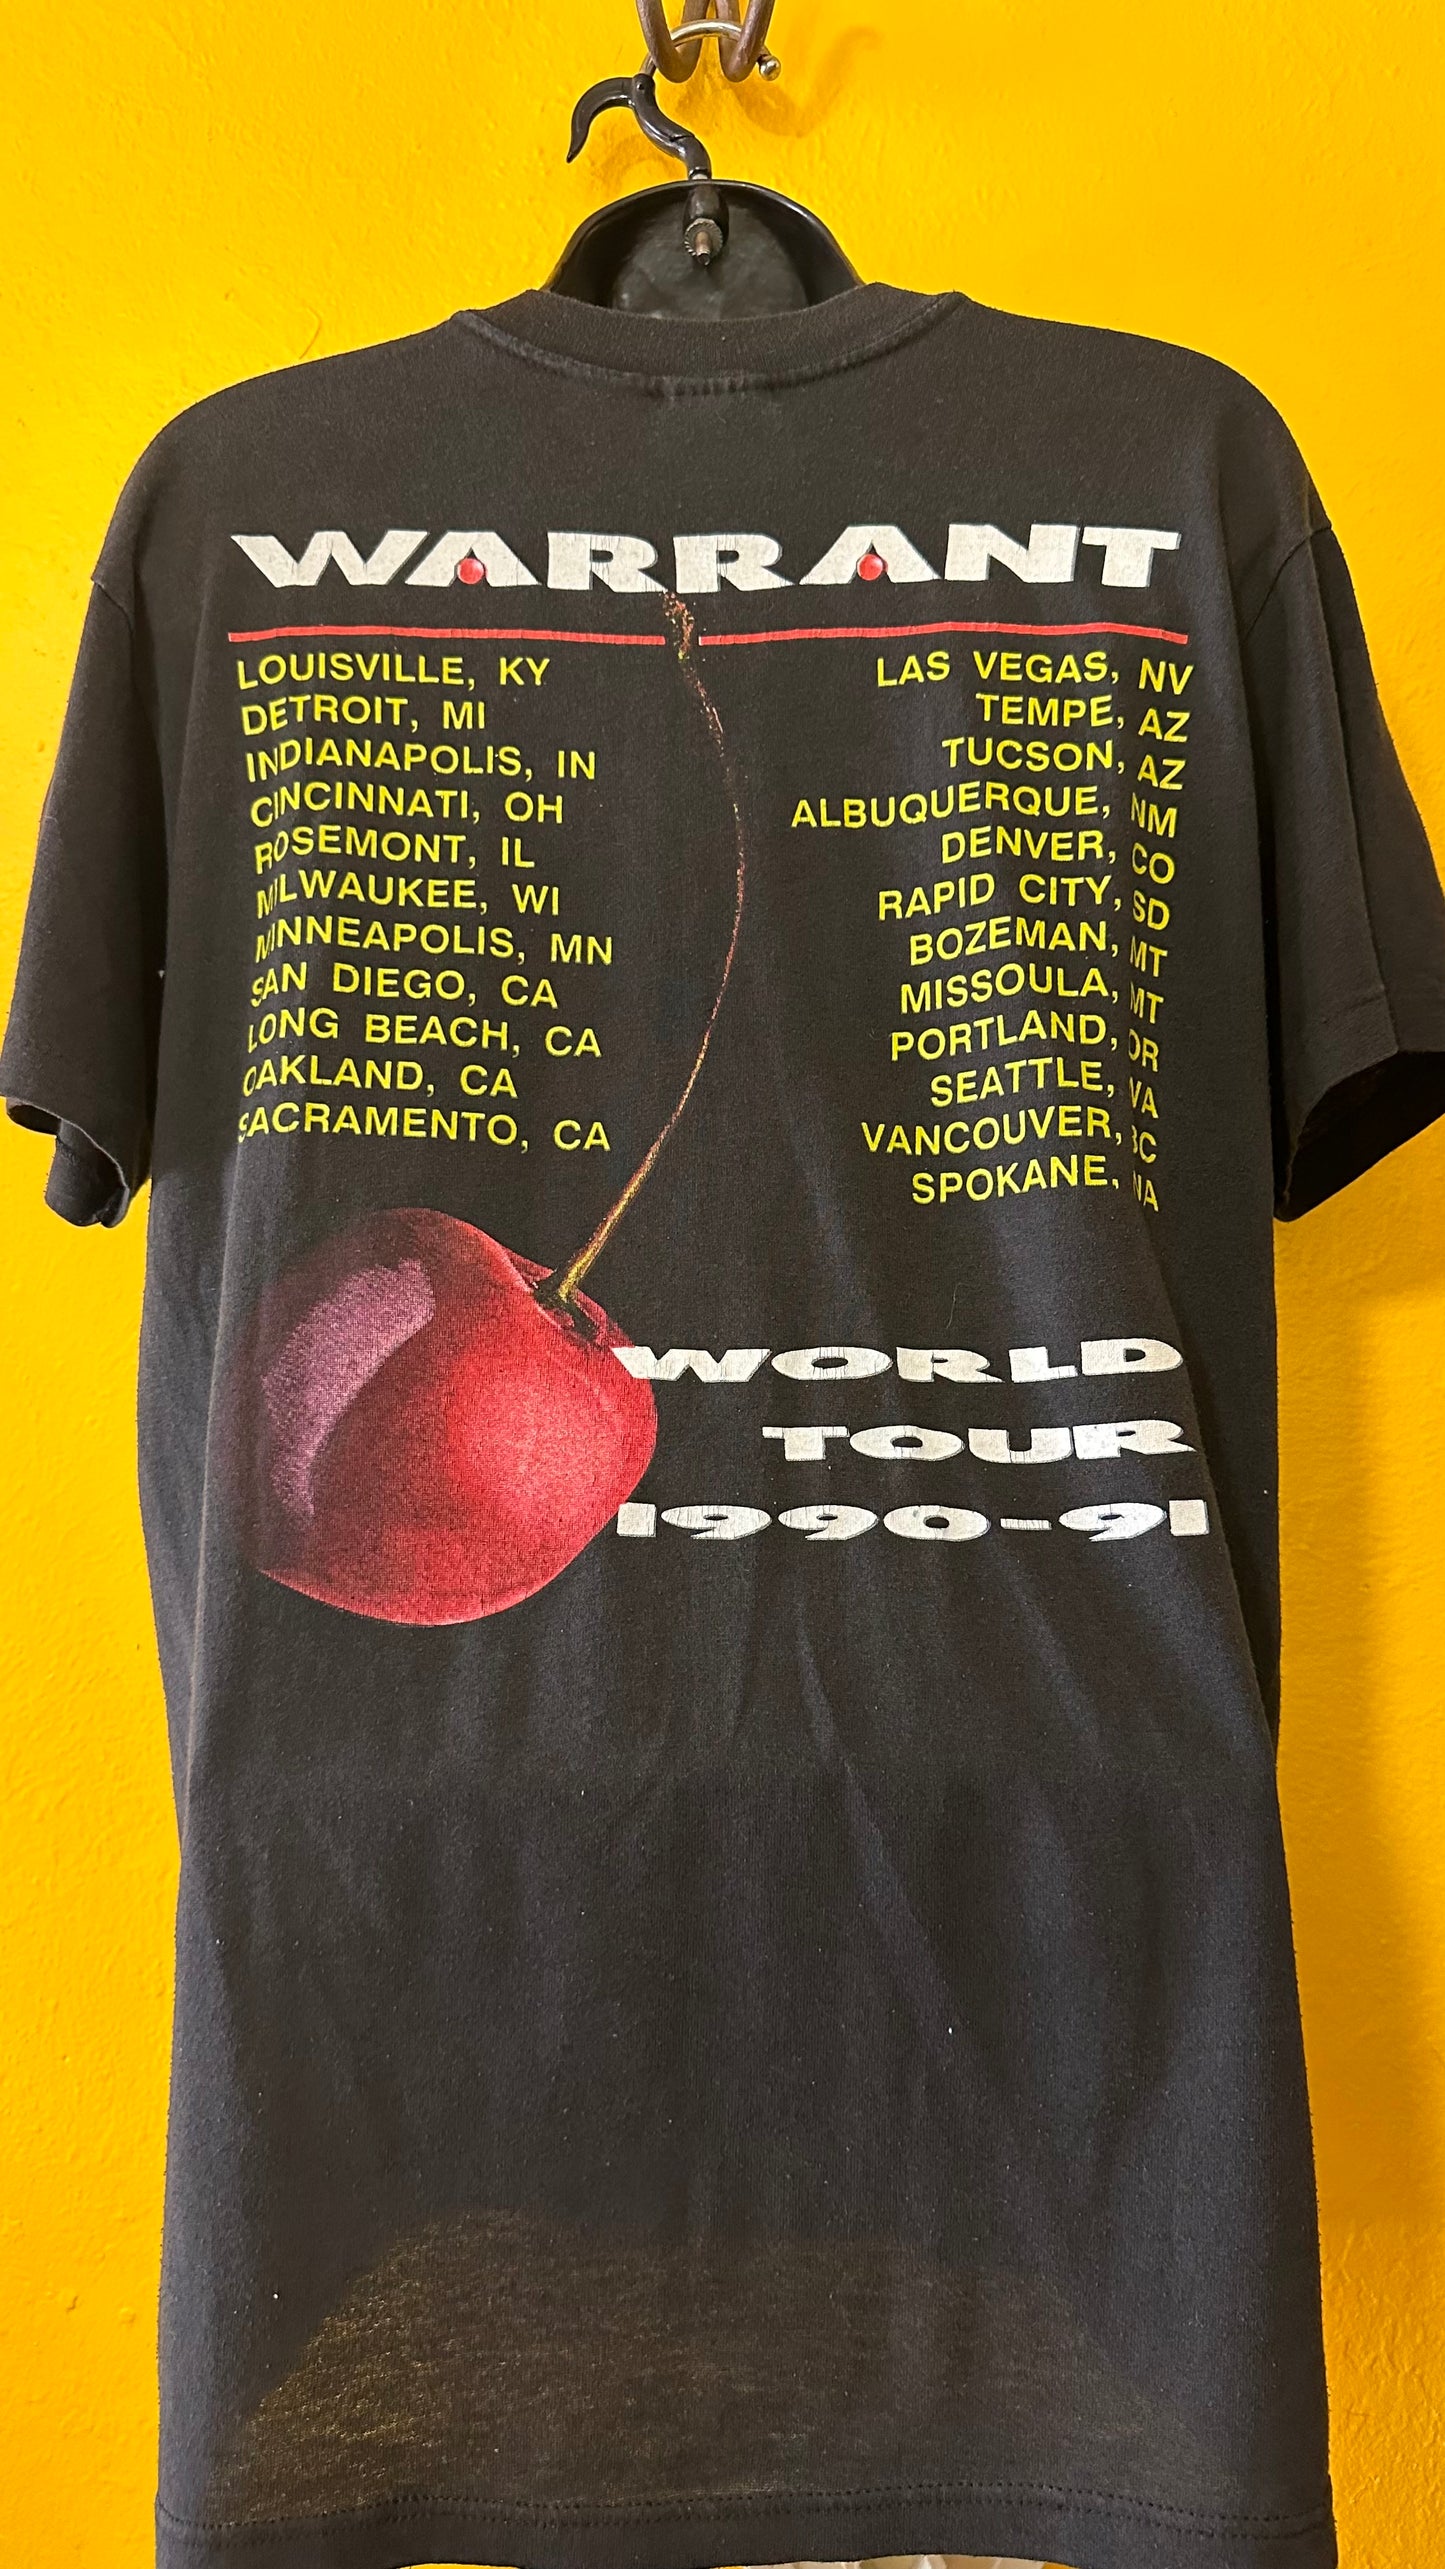 WARRANT
LOUISVILLE, KY
DETROIT, MI
INDIANAPOLIS, IN
CINCINNATI, OH
ROSEMONT, IL
MILWAUKEE, WI
MINNEAPOLIS, MN
SAN DIEGO, CA
LONG BEACH, CA
OAKLAND, CA
SACRAMENTO, CA
LAS VEGAS, NV
TEMPE, AZ
TUCSON, AZ
ALBUQUERQUE, NM
DENVER, CO
RAPID CITY, SD
BOZEMAN, MT
MISSOULA, MT
PORTLAND, OR
SEATTLE, WA
VANCOUVER, BC
SPOKANE, WA
WORLD
TOUR
1990-91